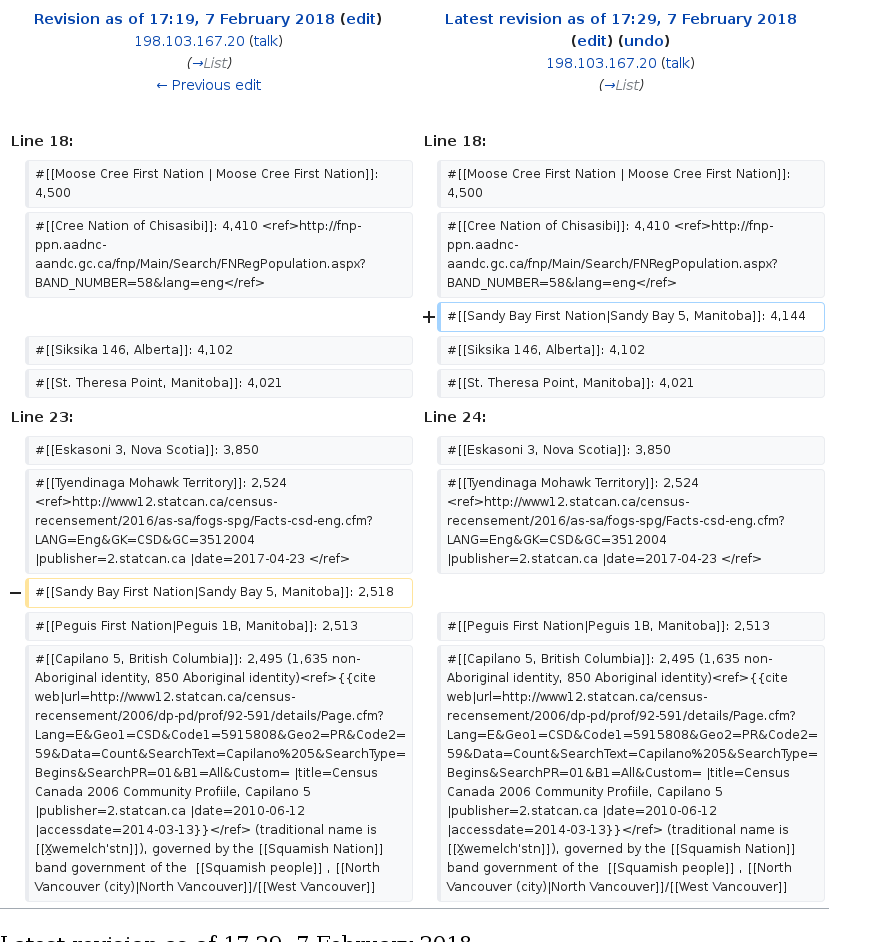 Revision as of 17:19, 7 February 2018 (edit)
198.103.167.20 (talk)
(→List)
← Previous edit
Latest revision as of 17:29, 7 February 2018
(edit) (undo)
198.103.167.20 (talk)
(→List)
Line 18:
Line 18:
#[[Moose Cree First Nation | Moose Cree First Nation]]:
4,500
#[[Moose Cree First Nation | Moose Cree First Nation]]:
4,500
#[[Cree Nation of Chisasibi]]: 4,410 <ref>http://fnp-
ppn.aadnc-
aandc.gc.ca/fnp/Main/Search/FNRegPopulation.aspx?
BAND_NUMBER=58&lang=eng</ref>
#[[Cree Nation of Chisasibi]]: 4,410 <ref>http://fnp-
ppn.aadnc-
aandc.gc.ca/fnp/Main/Search/FNRegPopulation.aspx?
BAND_NUMBER=58&lang=eng</ref>
+ #[[Sandy Bay First Nation|Sandy Bay 5, Manitoba]]: 4,144
#[[Siksika 146, Alberta]]: 4,102
#[[Siksika 146, Alberta]]: 4,102
#[[St. Theresa Point, Manitoba]]: 4,021
#[[St. Theresa Point, Manitoba]]: 4,021
Line 23:
Line 24:
#[[Eskasoni 3, Nova Scotia]]: 3,850
#[[Eskasoni 3, Nova Scotia]]: 3,850
#[[Tyendinaga Mohawk Territory]]: 2,524
<ref>http://www12.statcan.ca/census-
recensement/2016/as-sa/fogs-spg/Facts-csd-eng.cfm?
LANG=Eng&GK=CSD&GC=3512004
|publisher=2.statcan.ca |date=2017-04-23 </ref>
#[[Tyendinaga Mohawk Territory]]: 2,524
<ref>http://www12.statcan.ca/census-
recensement/2016/as-sa/fogs-spg/Facts-csd-eng.cfm?
LANG=Eng&GK=CSD&GC=3512004
|publisher=2.statcan.ca |date=2017-04-23 </ref>
− #[[Sandy Bay First Nation|Sandy Bay 5, Manitoba]]: 2,518
#[[Peguis First Nation|Peguis 1B, Manitoba]]: 2,513
#[[Peguis First Nation|Peguis 1B, Manitoba]]: 2,513
#[[Capilano 5, British Columbia]]: 2,495 (1,635 non-
Aboriginal identity, 850 Aboriginal identity)<ref>{{cite
web|url=http://www12.statcan.ca/census-
recensement/2006/dp-pd/prof/92-591/details/Page.cfm?
Lang=E&Geo1=CSD&Code1=5915808&Geo2=PR&Code2=
59&Data=Count&SearchText=Capilano%205&SearchType=
Begins&SearchPR=01&B1=All&Custom= |title=Census
Canada 2006 Community Profiile, Capilano 5
|publisher=2.statcan.ca |date=2010-06-12
|accessdate=2014-03-13}}</ref> (traditional name is
[[X̱wemelch'stn]]), governed by the [[Squamish Nation]]
band government of the  [[Squamish people]] , [[North
Vancouver (city)|North Vancouver]]/[[West Vancouver]]
#[[Capilano 5, British Columbia]]: 2,495 (1,635 non-
Aboriginal identity, 850 Aboriginal identity)<ref>{{cite
web|url=http://www12.statcan.ca/census-
recensement/2006/dp-pd/prof/92-591/details/Page.cfm?
Lang=E&Geo1=CSD&Code1=5915808&Geo2=PR&Code2=
59&Data=Count&SearchText=Capilano%205&SearchType=
Begins&SearchPR=01&B1=All&Custom= |title=Census
Canada 2006 Community Profiile, Capilano 5
|publisher=2.statcan.ca |date=2010-06-12
|accessdate=2014-03-13}}</ref> (traditional name is
[[X̱wemelch'stn]]), governed by the [[Squamish Nation]]
band government of the  [[Squamish people]] , [[North
Vancouver (city)|North Vancouver]]/[[West Vancouver]]
Latest revision as of 17:29, 7 February 2018